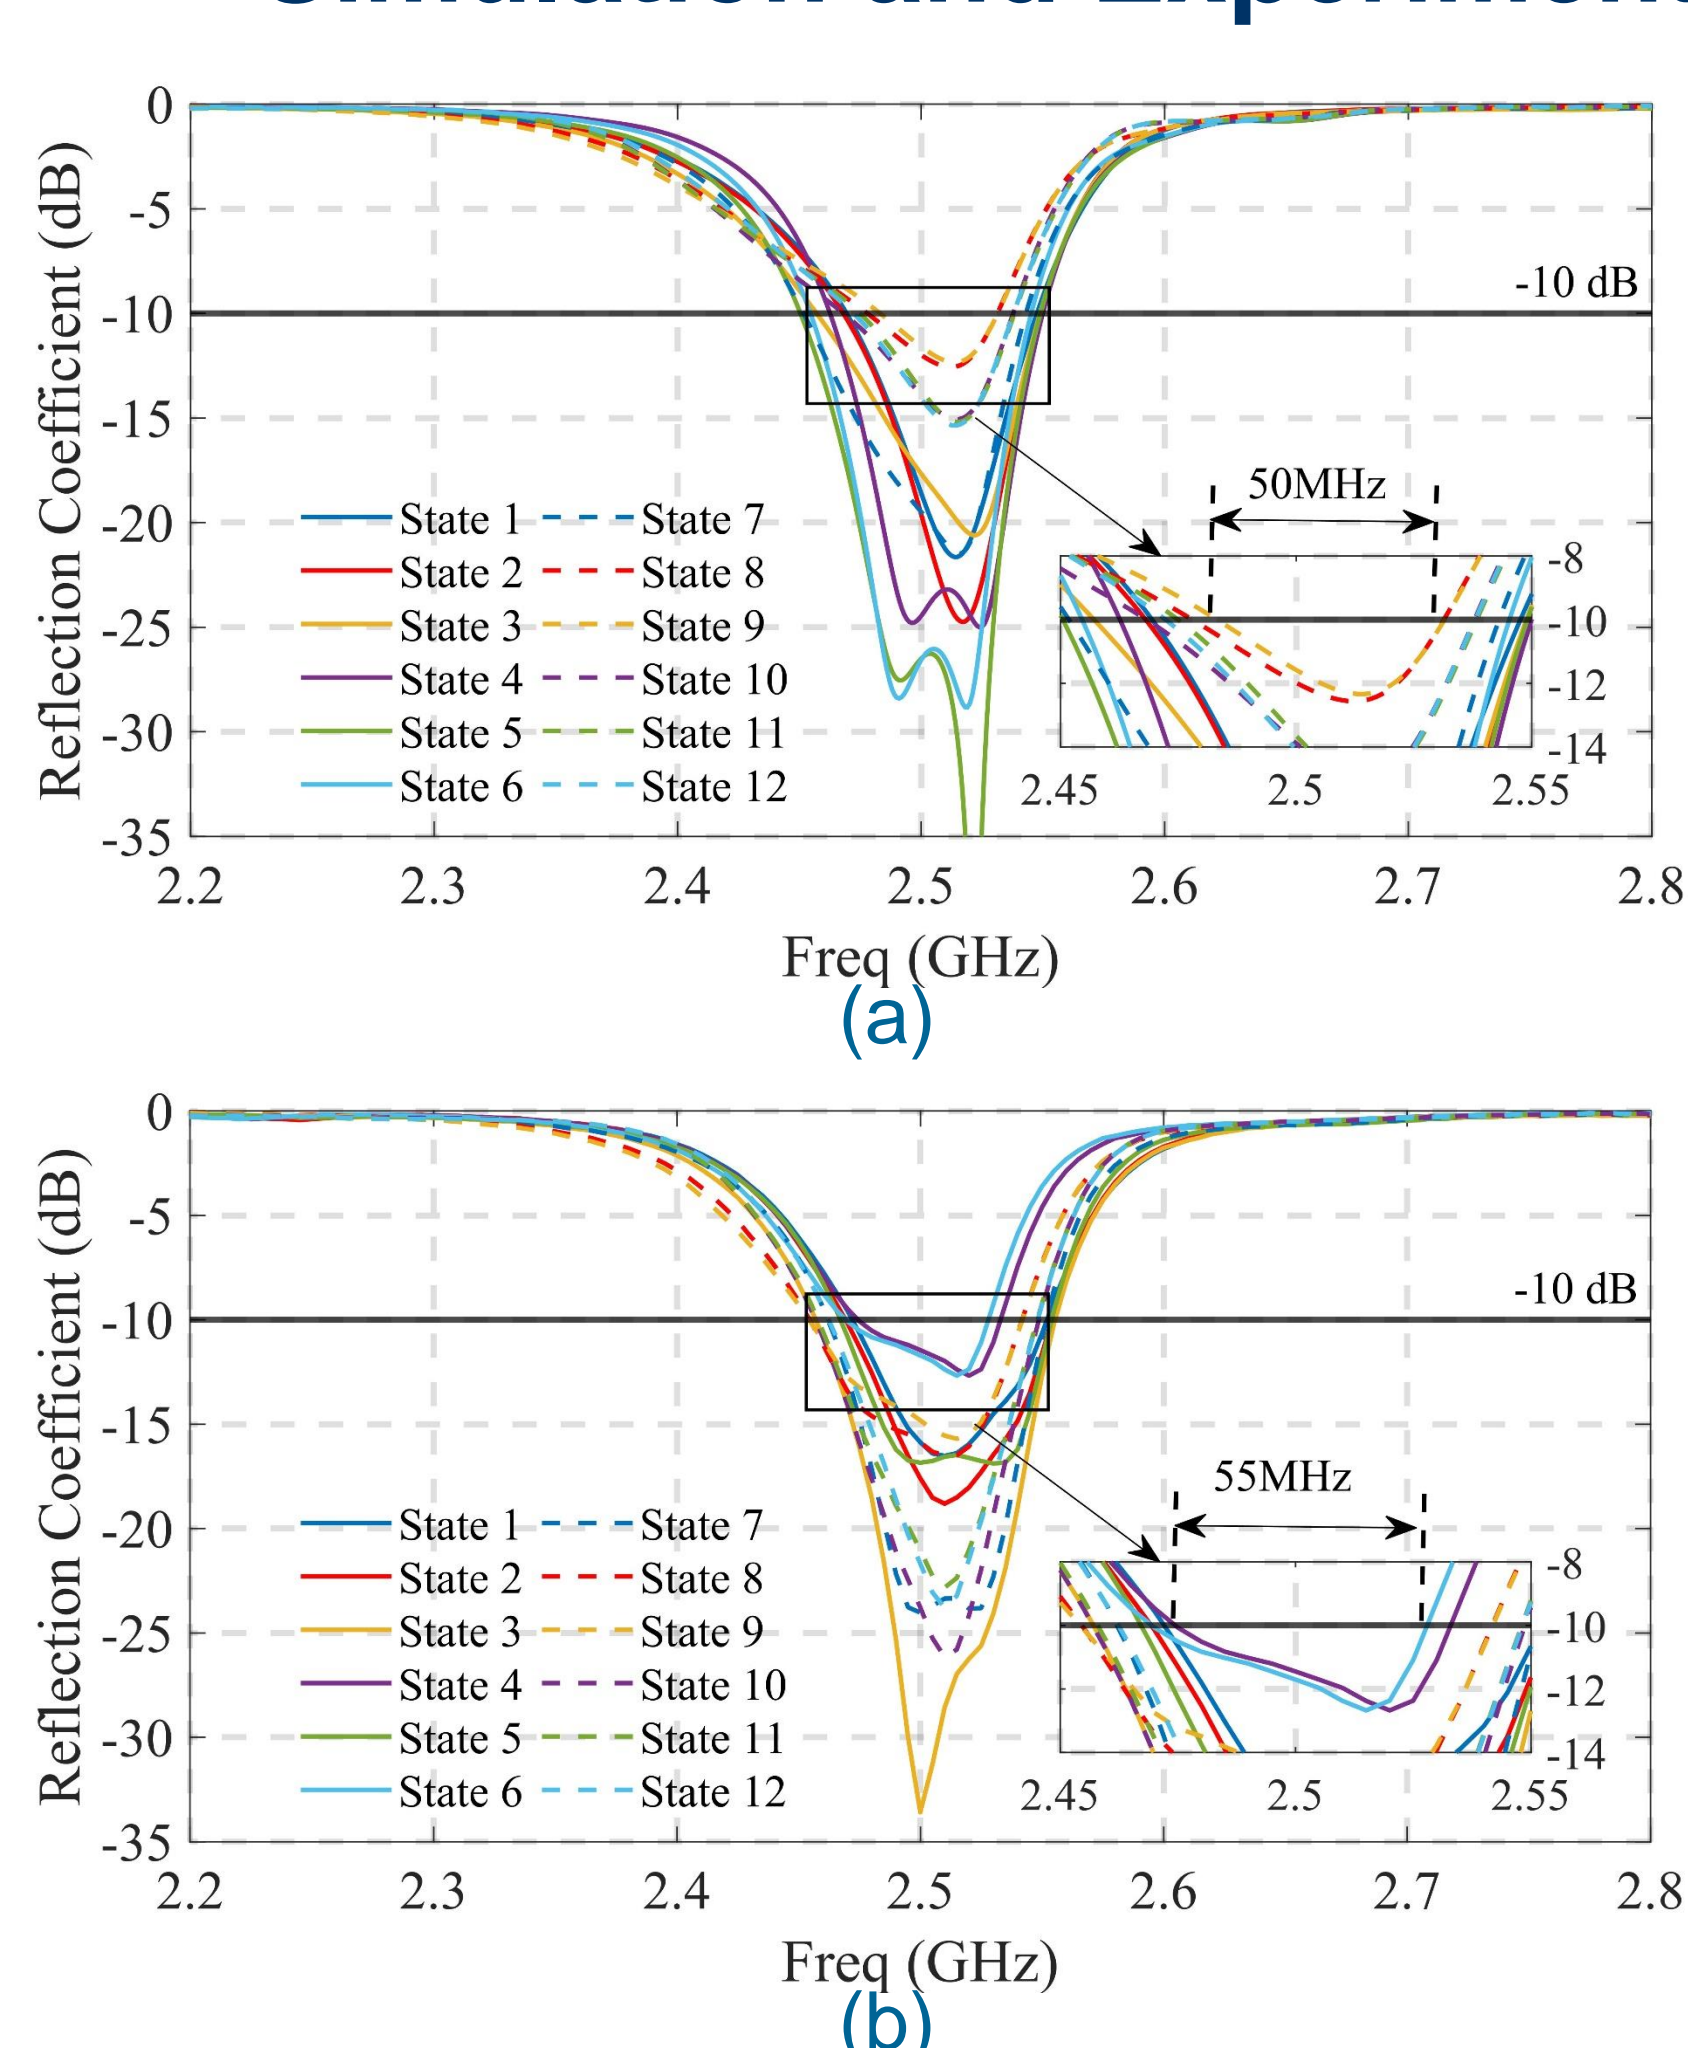 Simulation and Experiment
0
-5
-10
-15
-20
-25
-30
-35
Reflection Coefficient (dB)
-10 dB
50MHz
State 1 State 7
State 2 State 8
State 3 State 9
State 4 State 10
State 5 State 11
State 6 State 12
-8
-10
-12
-14
2.45 2.5 2.55
2.2 2.3 2.4 2.5 2.6 2.7 2.8
Freq (GHz)
(a)
0
-5
-10
-15
-20
-25
-30
-35
Reflection Coefficient (dB)
-10 dB
55MHz
State 1 State 7
State 2 State 8
State 3 State 9
State 4 State 10
State 5 State 11
State 6 State 12
-8
-10
-12
-14
2.45 2.5 2.55
2.2 2.3 2.4 2.5 2.6 2.7 2.8
Freq (GHz)
(b)